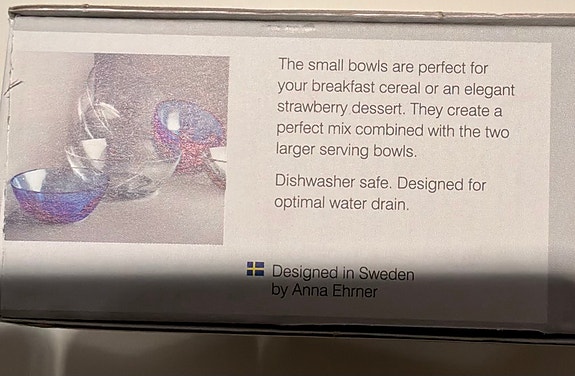 The small bowls are perfect for
your breakfast cereal or an elegant
strawberry dessert. They create a
perfect mix combined with the two
larger serving bowls.
Dishwasher safe. Designed for
optimal water drain.
Designed in Sweden
by Anna Ehrner